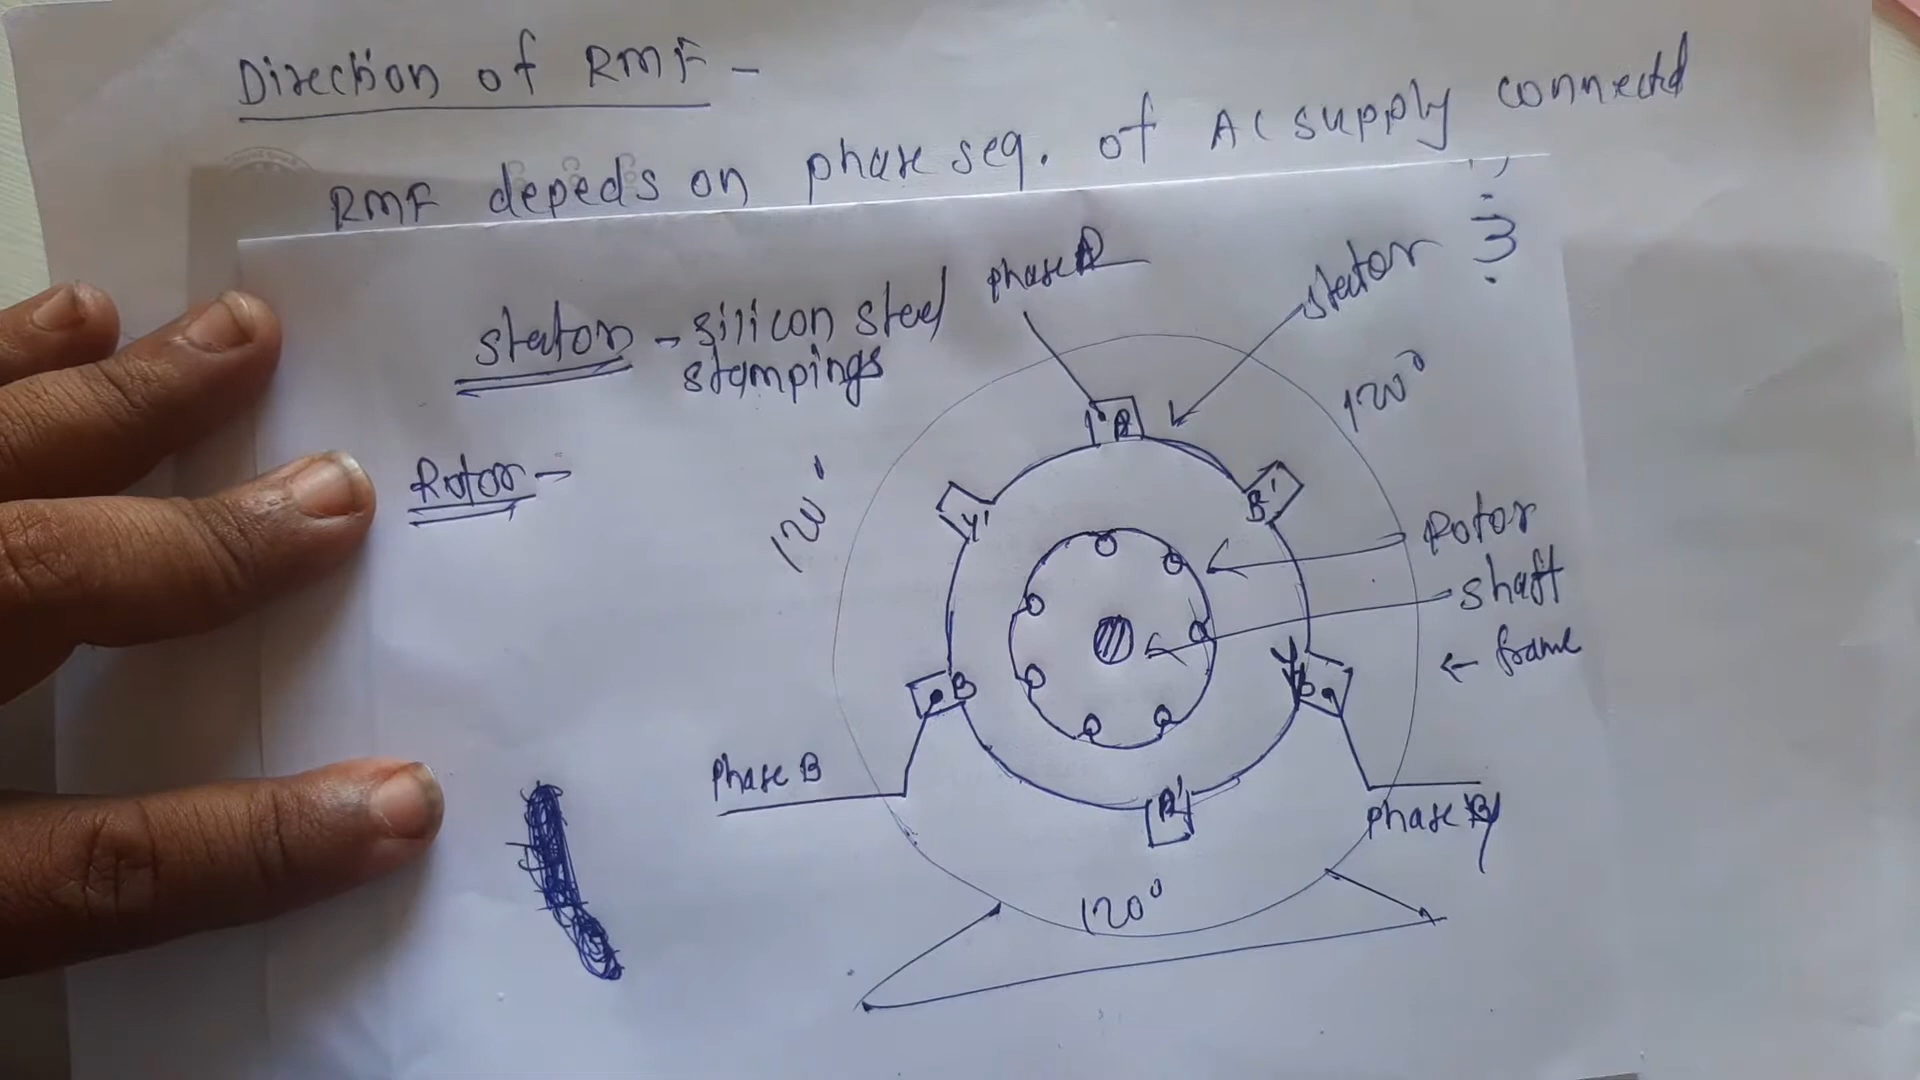 Direction of RMF -
RMF depeds on phase seq. of AC supply connected
stator - silicon steel
stampings
Rotor -
phase R
stator
120°
120°
R
Y'
B'
Rotor
shaft
← frame
B
Y
R'
Phase B
phase Y
120°